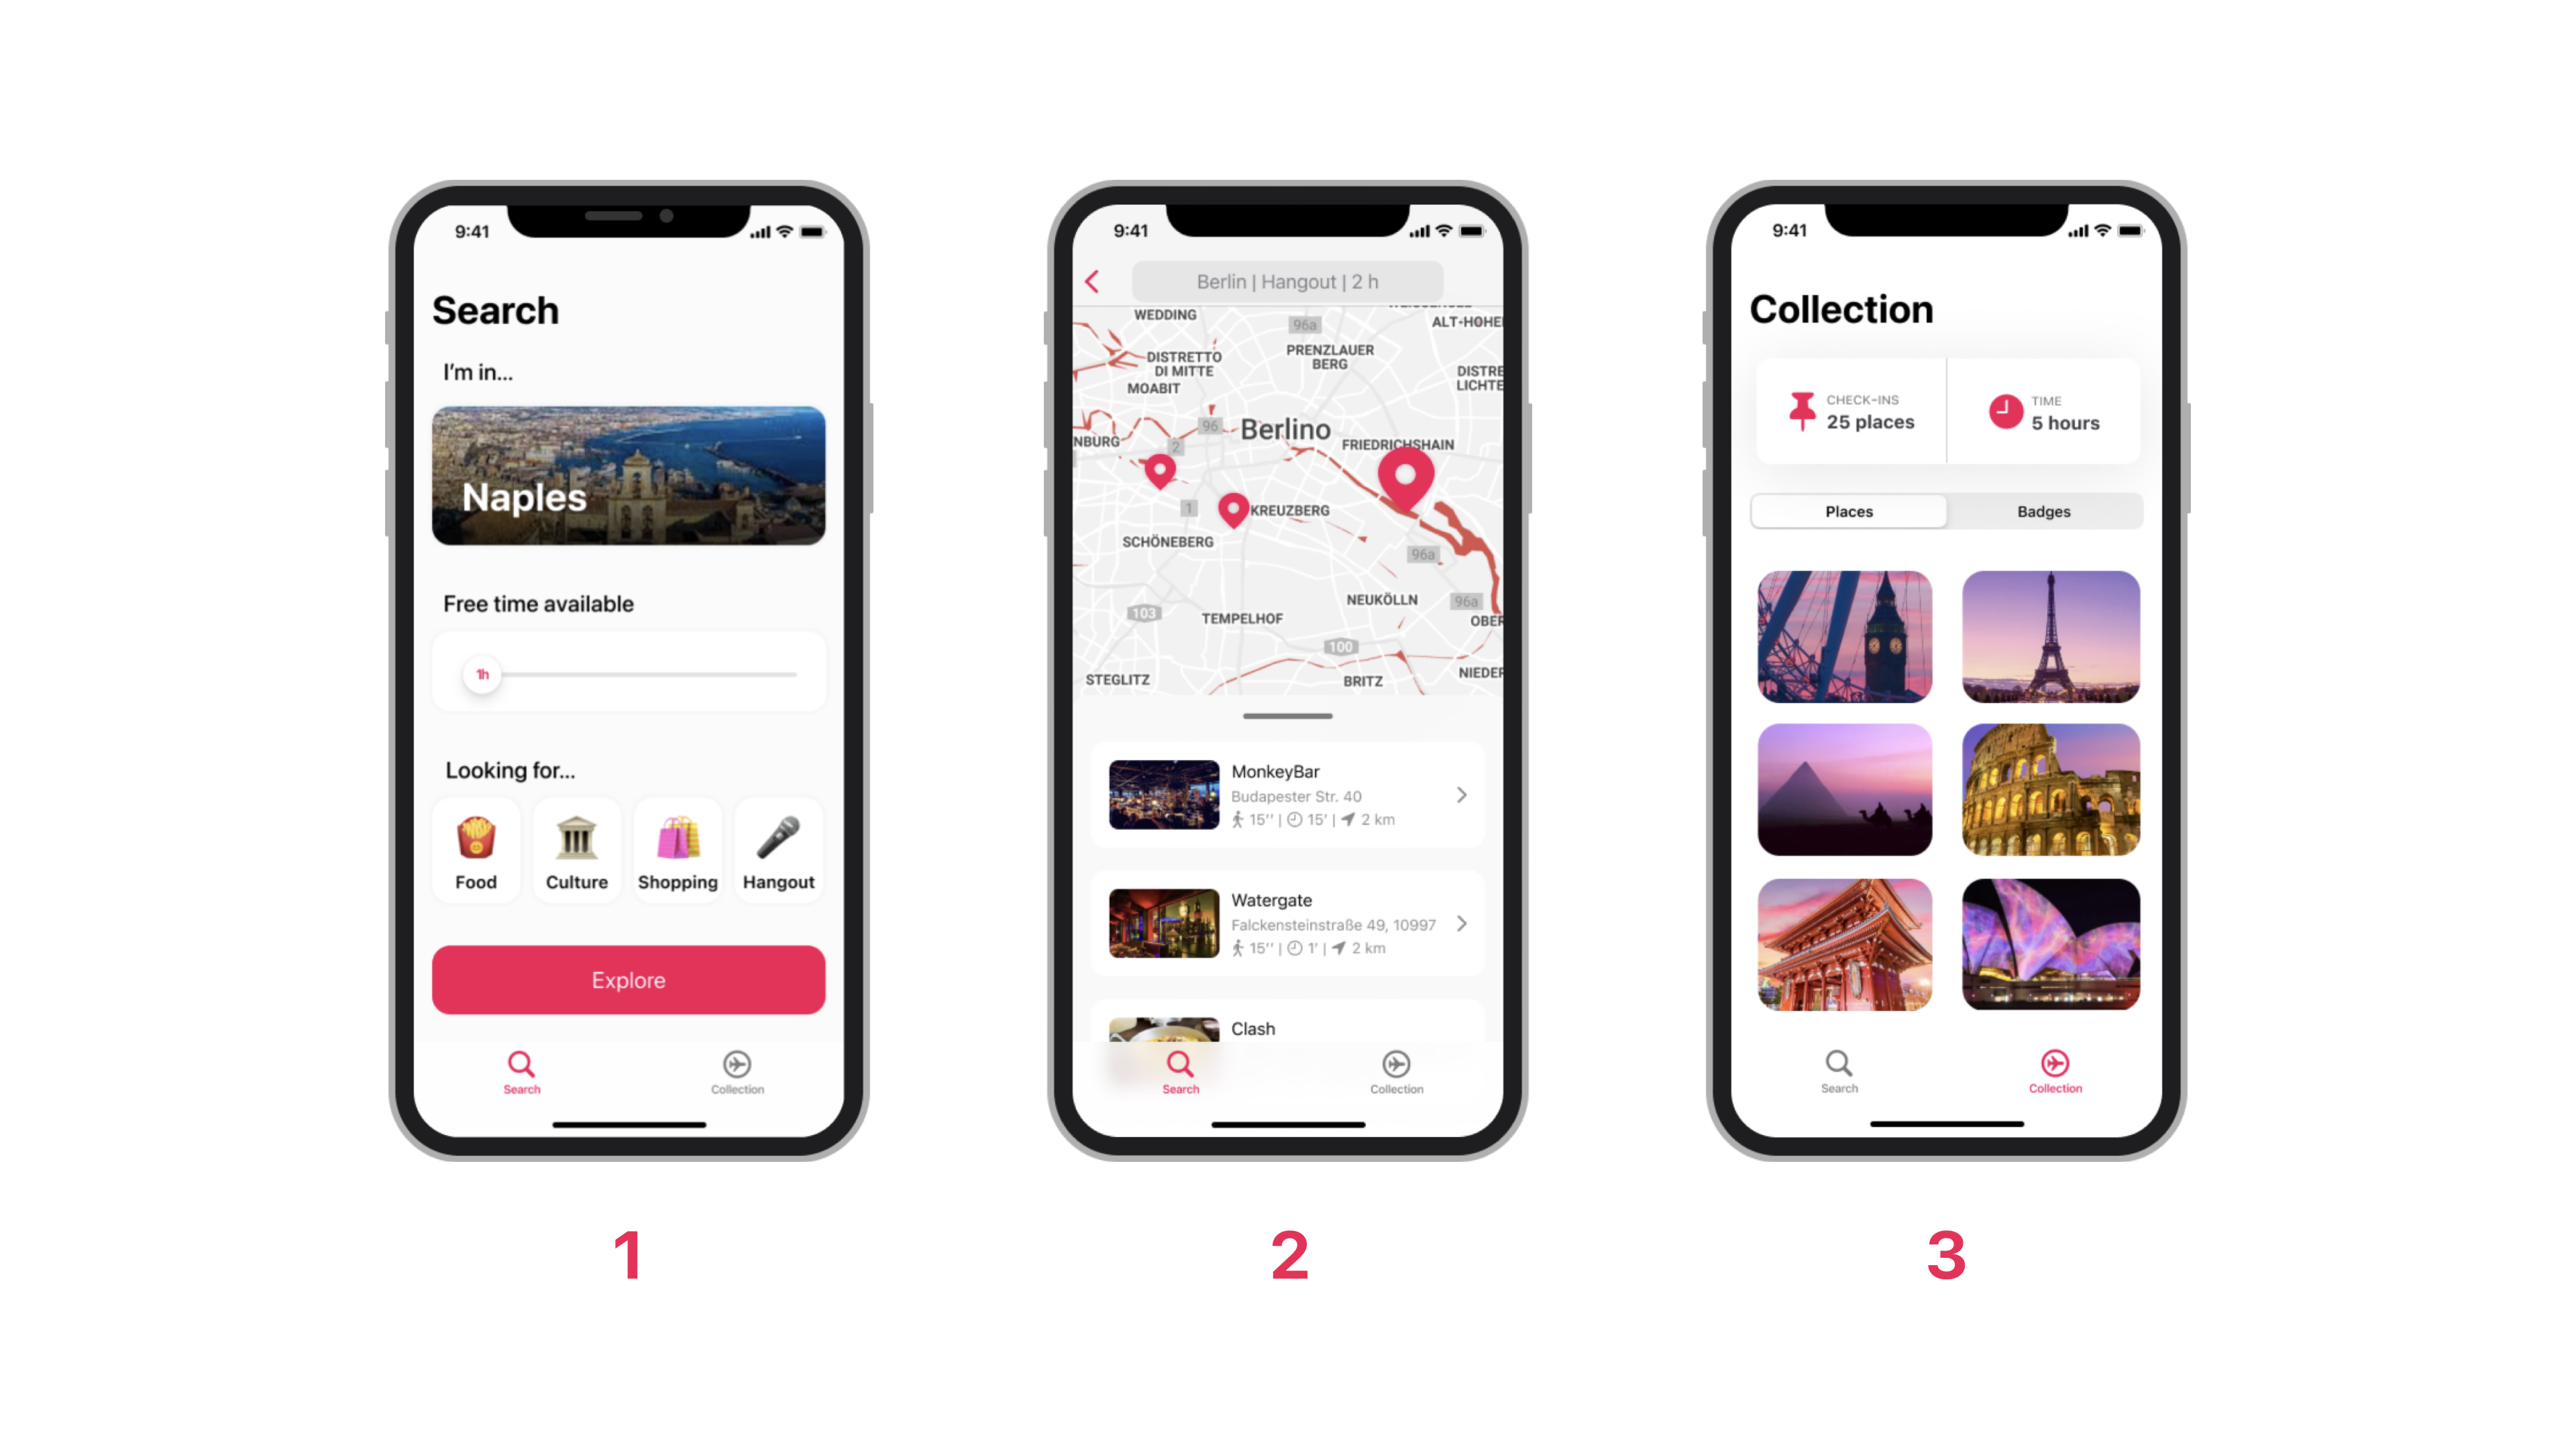 9:41
Search
I'm in...
Naples
Free time available
1h
Looking for...
Food Culture Shopping Hangout
Explore
Search Collection
1
9:41
Berlin | Hangout | 2 h
WEDDING
96a
ALT-HOHE
PRENZLAUER
BERG
DISTRETTO
DI MITTE
MOABIT
DISTRE
LICHTE
96
Berlino
NBURG
2
FRIEDRICHSHAIN
1
KREUZBERG
SCHÖNEBERG
96a
NEUKÖLLN
96a
103
TEMPELHOF
OBER
100
STEGLITZ
BRITZ
NIEDER
MonkeyBar
Budapester Str. 40
15'' | 15' | 2 km
Watergate
Falckensteinstraße 49, 10997
15'' | 1' | 2 km
Clash
Search Collection
2
9:41
Collection
CHECK-INS
25 places
TIME
5 hours
Places Badges
Search Collection
3